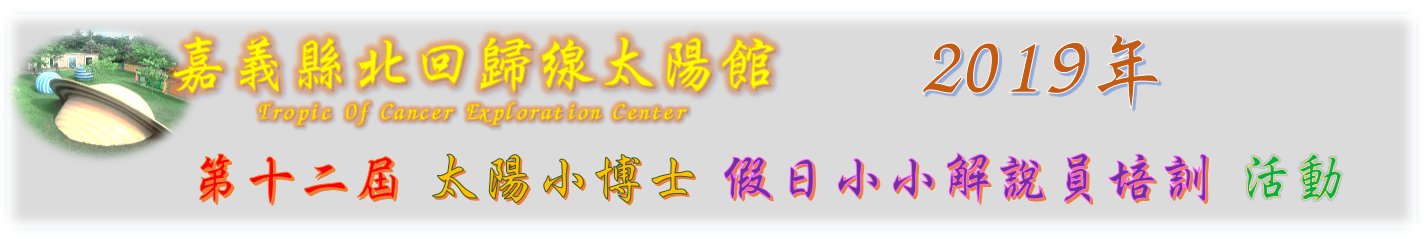 嘉義縣北回歸線太陽館 2019年
Tropic Of Cancer Exploration Center
第十二屆 太陽小博士 假日小小解說員培訓 活動